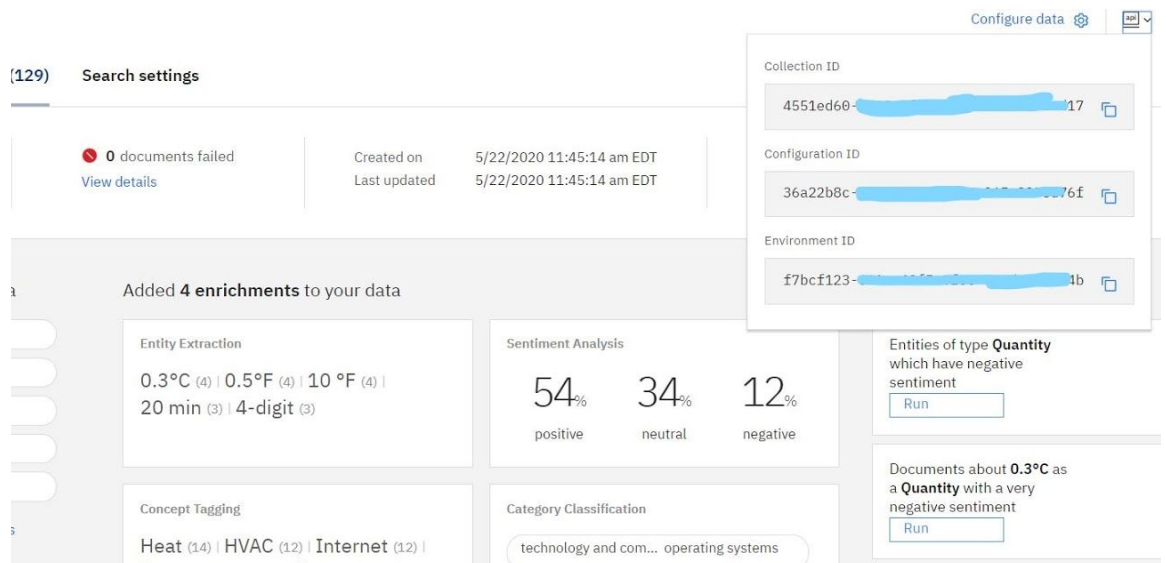 Configure data
api
(129) Search settings
Collection ID
4551ed60- 17
Configuration ID
36a22b8c- 76f
Environment ID
f7bcf123- 4b
0 documents failed
View details
Created on 5/22/2020 11:45:14 am EDT
Last updated 5/22/2020 11:45:14 am EDT
Added 4 enrichments to your data
Entity Extraction
0.3°C (4) | 0.5°F (4) | 10 °F (4) |
20 min (3) | 4-digit (3)
Sentiment Analysis
54% 34% 12%
positive neutral negative
Entities of type Quantity
which have negative
sentiment
Run
Documents about 0.3°C as
a Quantity with a very
negative sentiment
Run
Concept Tagging
Heat (14) | HVAC (12) | Internet (12) |
Category Classification
technology and com... operating systems